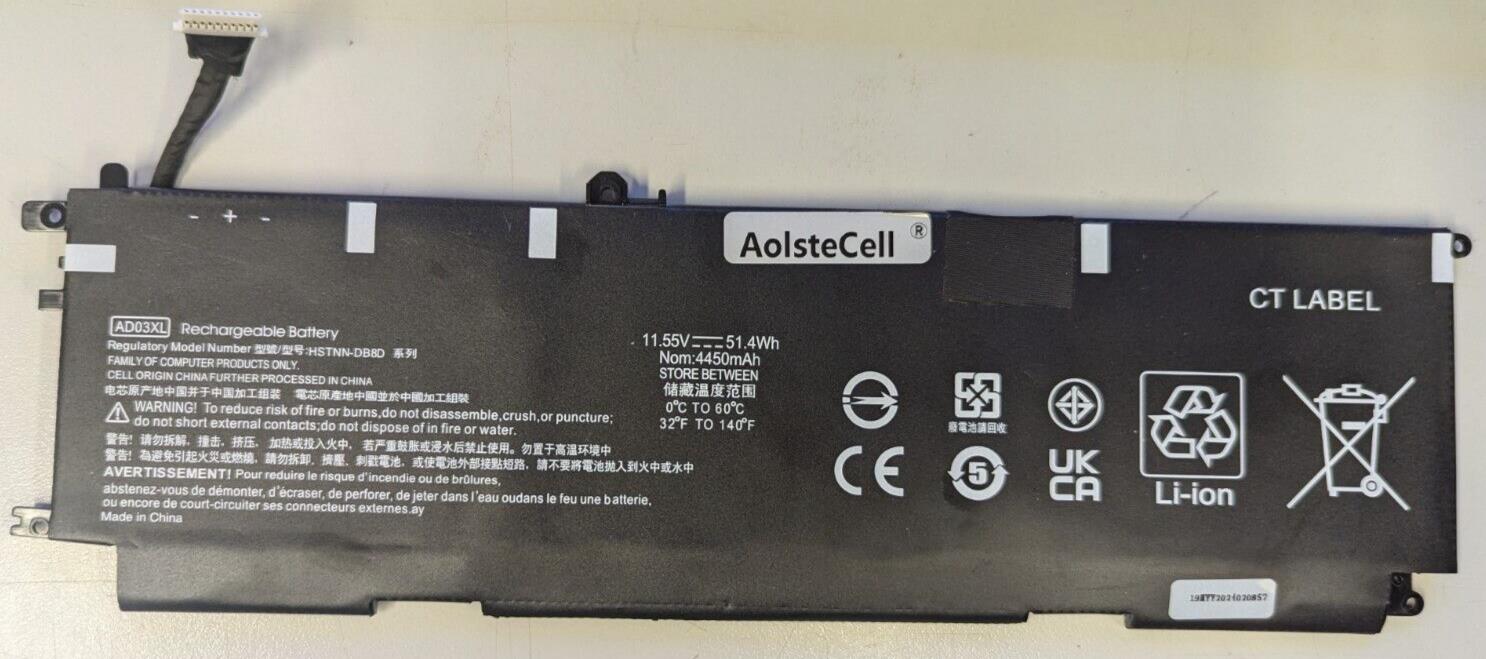 - + -
AolsteCell ®
CT LABEL
AD03XL Rechargeable Battery
Regulatory Model Number 型號/型号:HSTNN-DB8D 系列
FAMILY OF COMPUTER PRODUCTS ONLY.
CELL ORIGIN CHINA FURTHER PROCESSED IN CHINA
电芯原产地中国并于中国加工组装 電芯原產地中國並於中國加工組裝
WARNING! To reduce risk of fire or burns,do not disassemble,crush,or puncture;
do not short external contacts;do not dispose of in fire or water.
警告! 请勿拆解、撞击、挤压、加热或投入火中, 若严重鼓胀或浸水后禁止使用。勿置于高温环境中
警告! 為避免引起火災或燃燒, 請勿拆卸、擠壓、刺戳電池, 或使電池外部接點短路, 請不要將電池拋入到火中或水中
AVERTISSEMENT! Pour reduire le risque d'incendie ou de brûlures,
abstenez-vous de démonter, d'écraser, de perforer, de jeter dans l'eau oudans le feu une batterie,
ou encore de court-circuiter ses connecteurs externes.ay
Made in China
11.55V 51.4Wh
Nom:4450mAh
STORE BETWEEN
储藏温度范围
0°C TO 60°C
32°F TO 140°F
廢電池請回收
CE
5
UK
CA
Li-ion